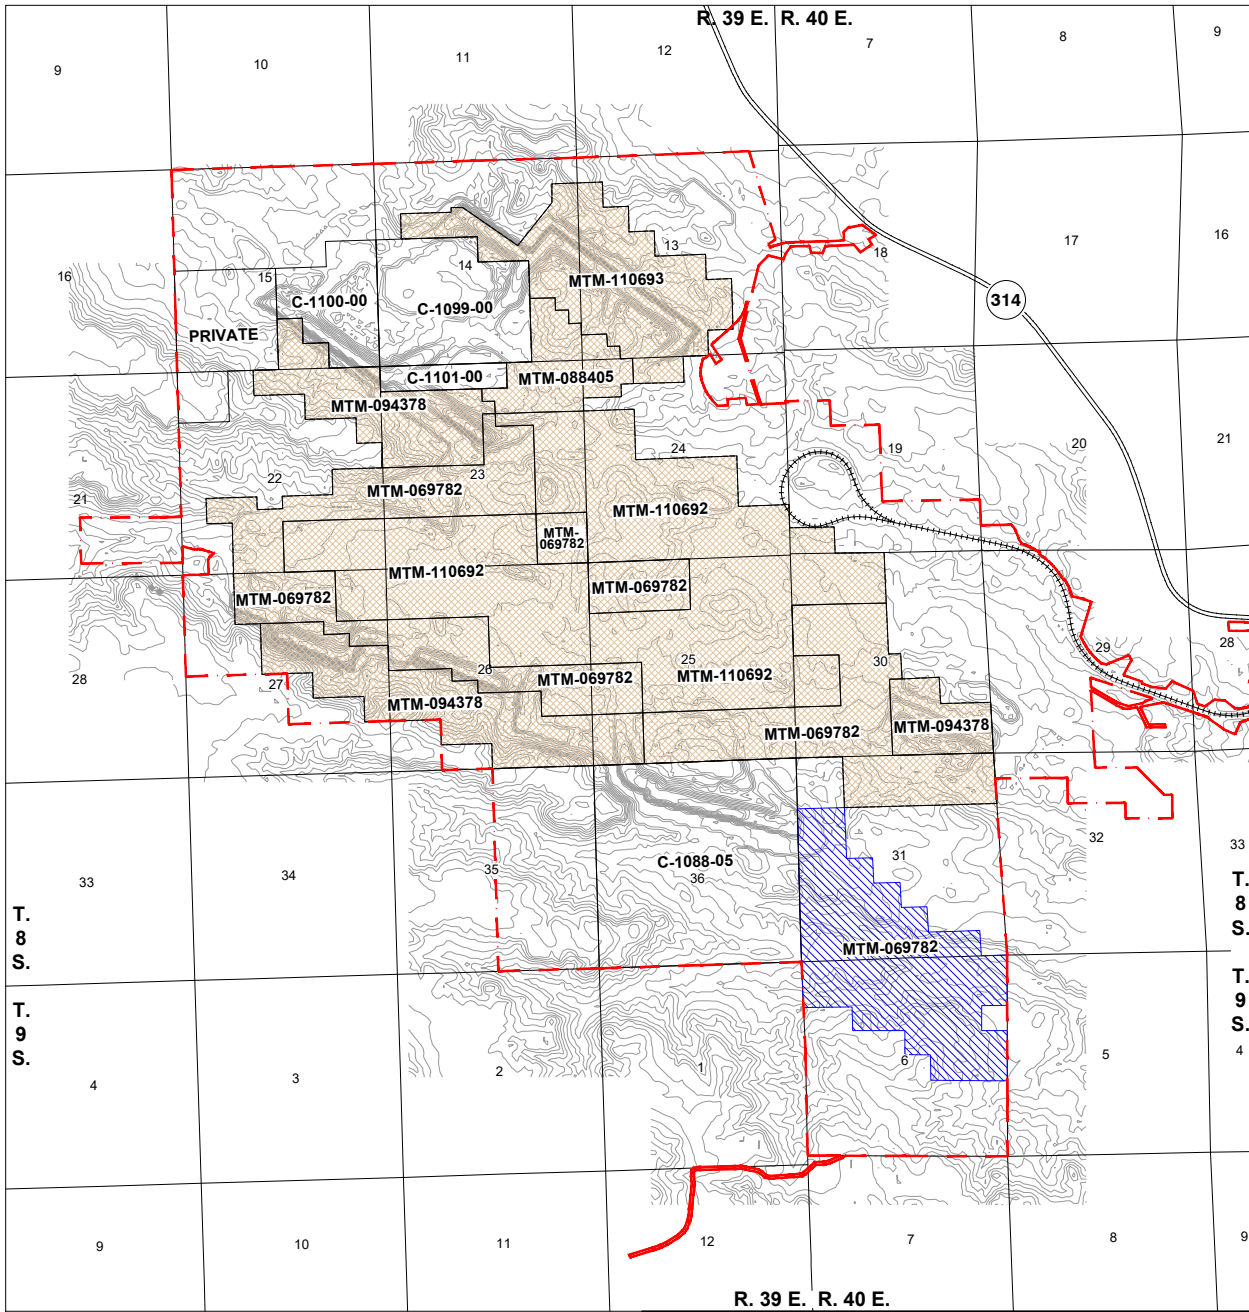 R. 39 E. R. 40 E.
9
10
11
12
7
8
9
16
15
14
13
18
17
16
MTM-110693
C-1100-00
C-1099-00
314
PRIVATE
C-1101-00
MTM-088405
MTM-094378
21
22
23
24
19
20
21
MTM-069782
MTM-110692
MTM-
069782
MTM-110692
MTM-069782
MTM-069782
28
27
26
25
30
29
28
MTM-069782
MTM-110692
MTM-094378
MTM-069782
MTM-094378
33
34
35
C-1088-05
36
31
32
33
T.
8
S.
T.
8
S.
MTM-069782
T.
9
S.
T.
9
S.
4
3
2
1
6
5
4
9
10
11
12
7
8
9
R. 39 E. R. 40 E.